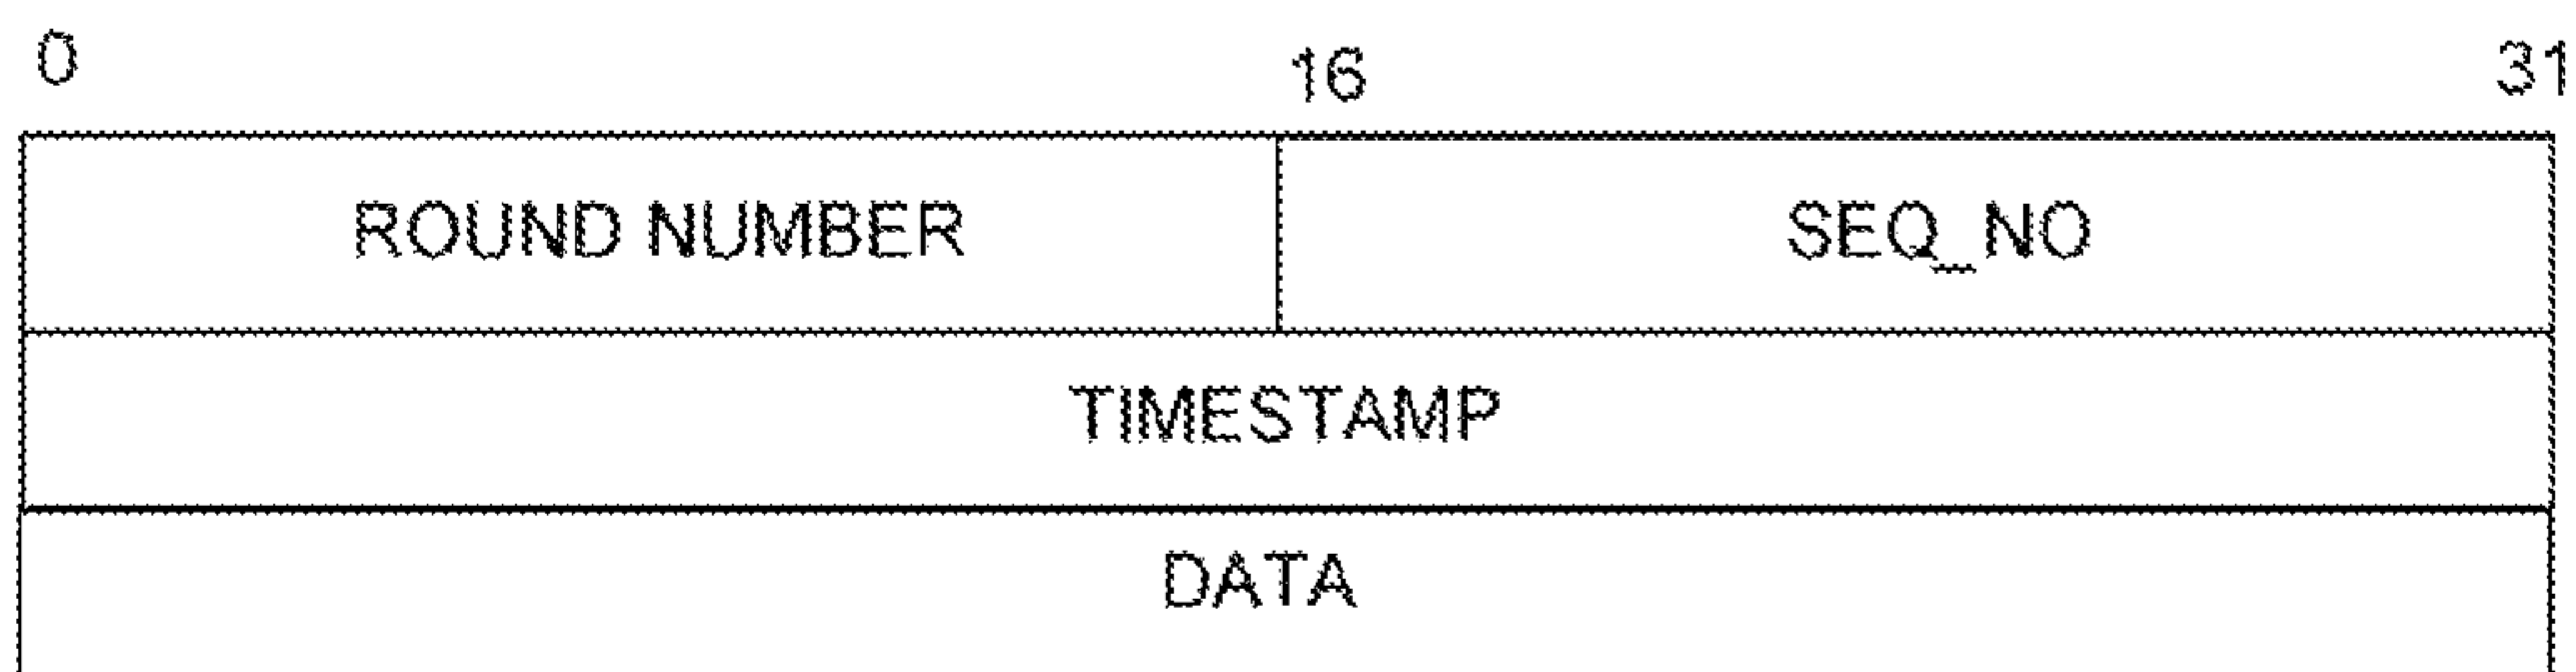 0 16 31
ROUND NUMBER SEQ_NO
TIMESTAMP
DATA